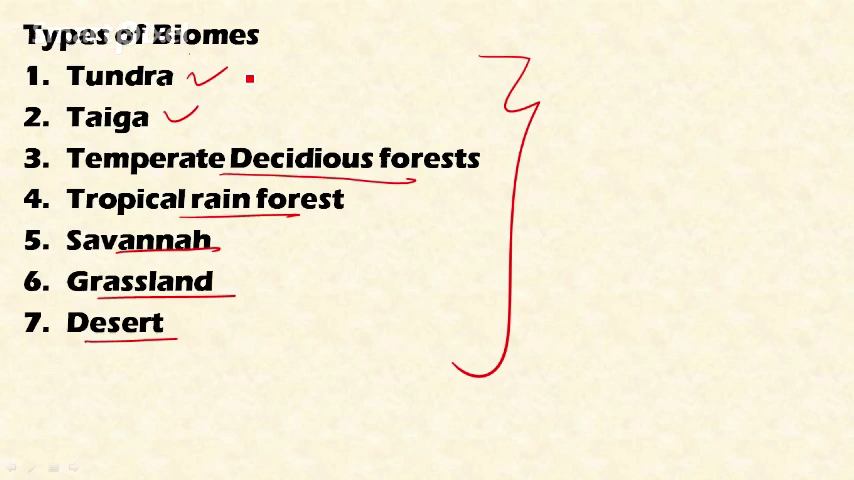 Types of Biomes
1. Tundra
2. Taiga
3. Temperate Decidious forests
4. Tropical rain forest
5. Savannah
6. Grassland
7. Desert